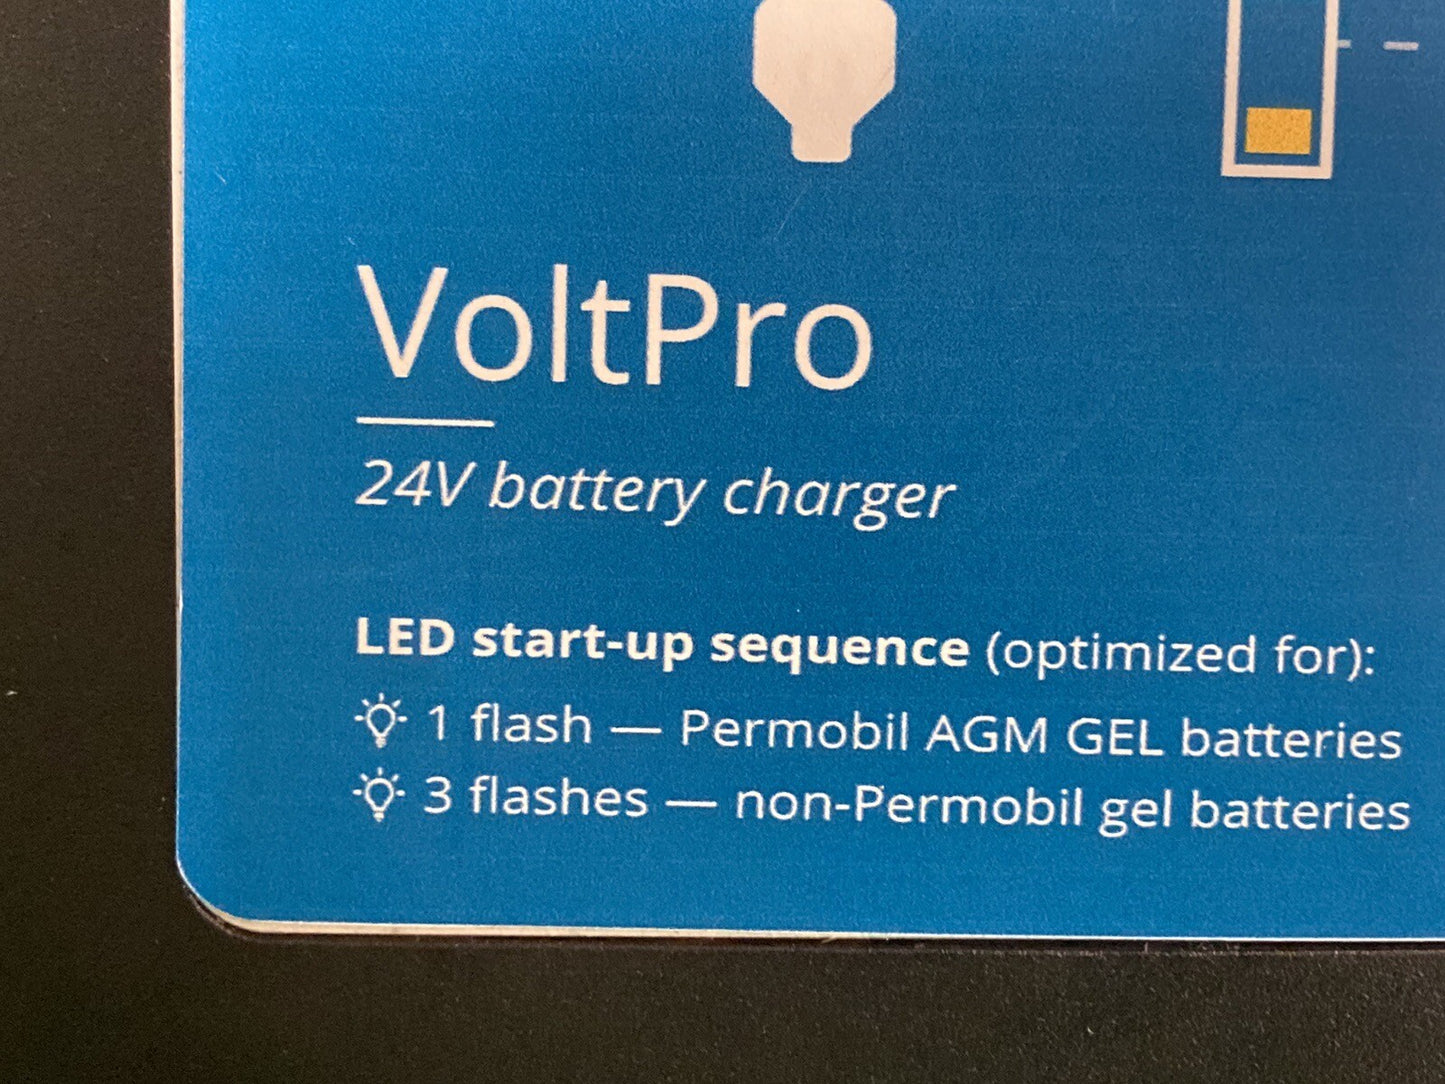 VoltPro
24V battery charger
LED start-up sequence (optimized for):
1 flash — Permobil AGM GEL batteries
3 flashes — non-Permobil gel batteries